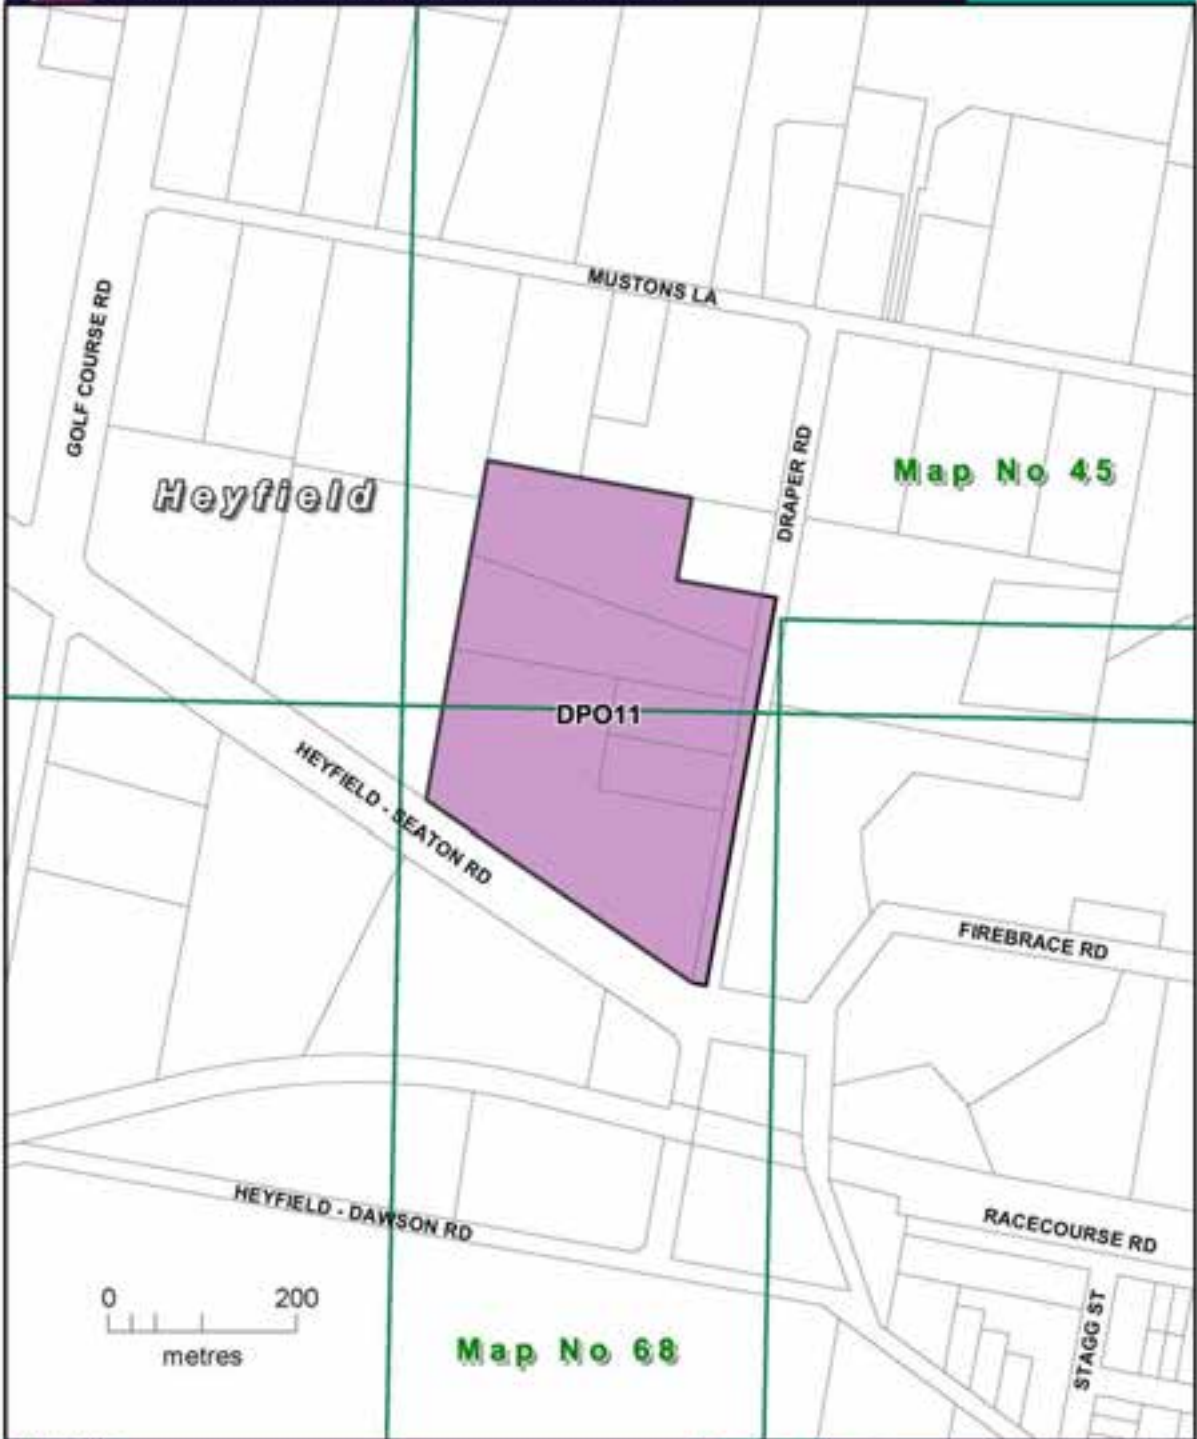 MUSTONS LA
GOLF COURSE RD
DRAPER RD
Map No 45
Heyfield
DPO11
HEYFIELD - SEATON RD
FIREBRACE RD
HEYFIELD - DAWSON RD
RACECOURSE RD
STAGG ST
0 200
metres
Map No 68